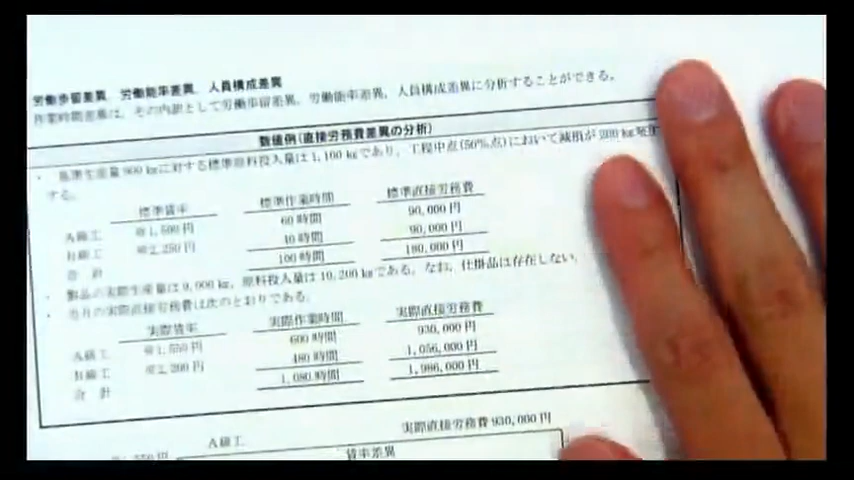 労働歩留差異，労働能率差異，人員構成差異
作業時間差異は，その内訳として労働歩留差異，労働能率差異，人員構成差異に分析することができる。
数値例（直接労務費差異の分析）
・ 基準生産量900㎏に対する標準原料投入量は1,100㎏であり，工程中点(50%点)において減損が200㎏
する。
標準賃率 標準作業時間 標準直接労務費
A級工 @1,500円 60時間 90,000円
B級工 @2,250円 40時間 90,000円
合 計 100時間 180,000円
・ 製品の実際生産量は9,000㎏，原料投入量は10,200㎏である。なお，仕掛品は存在しない。
・ 当月の実際直接労務費は次のとおりである。
実際賃率 実際作業時間 実際直接労務費
A級工 @1,550円 600時間 930,000円
B級工 @2,200円 480時間 1,056,000円
合 計 1,080時間 1,986,000円
A級工 実際直接労務費930,000円
賃率差異